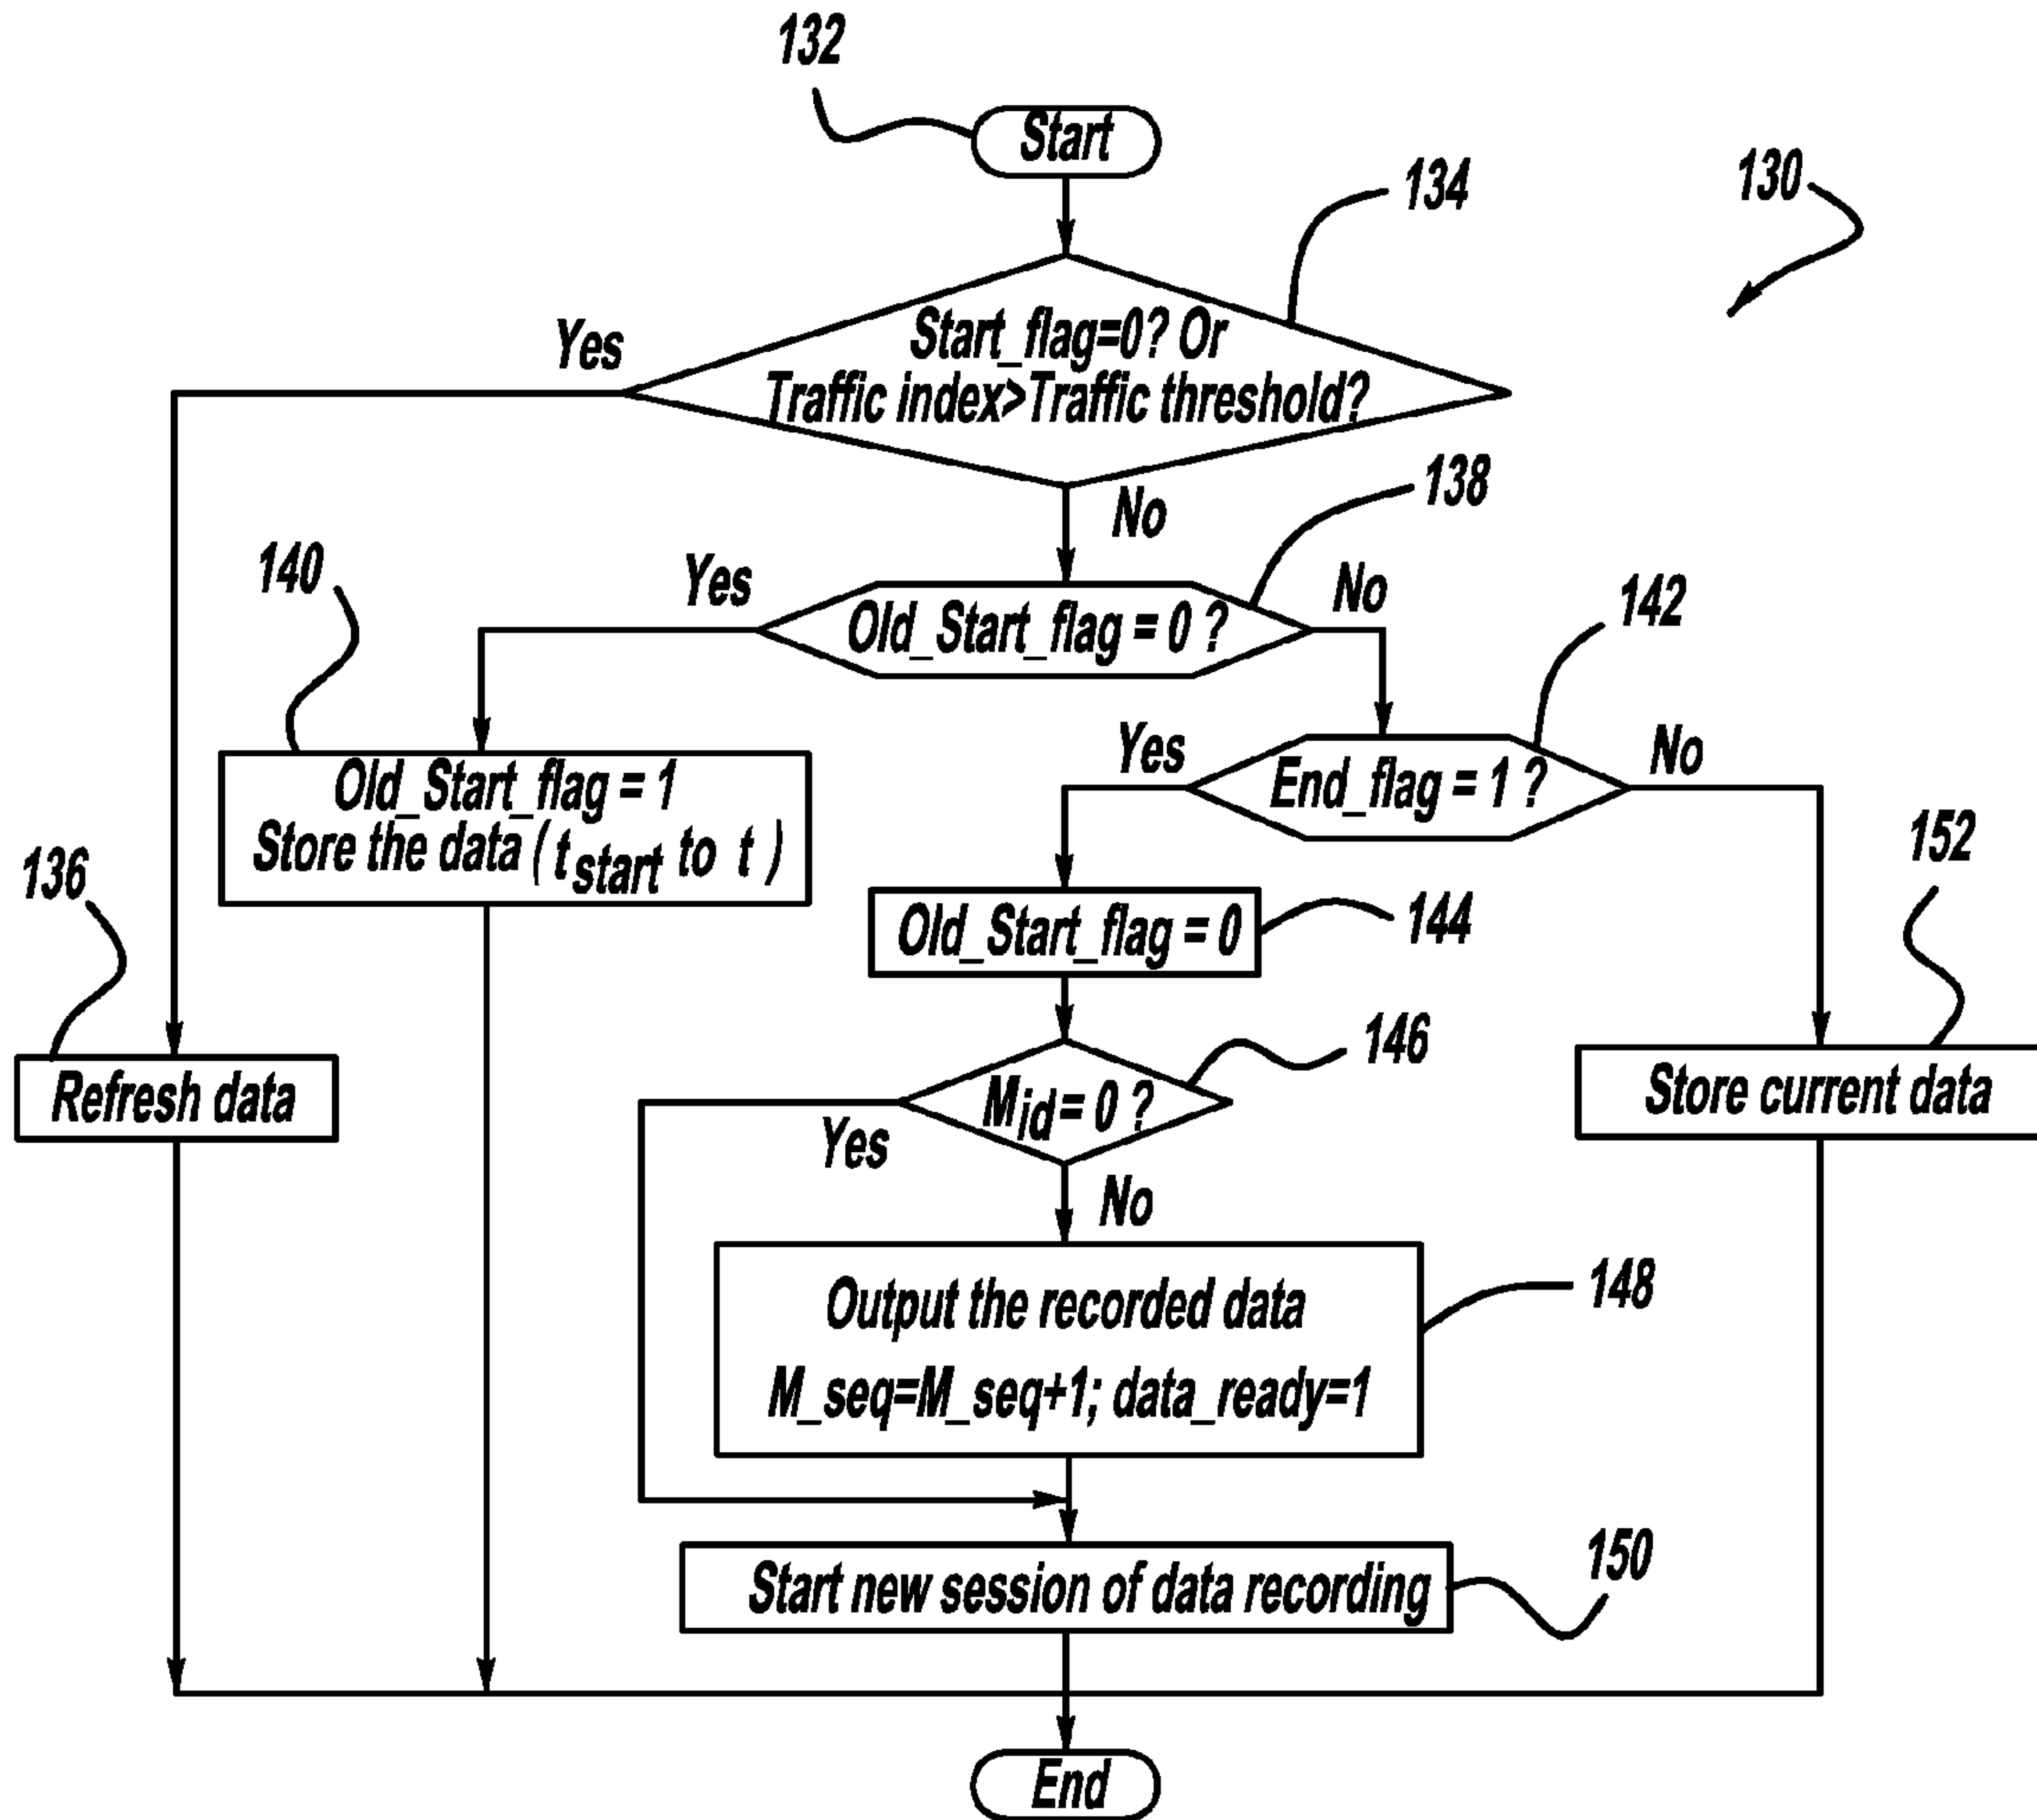 132
Start
134
130
Yes
Start_flag=0? Or
Traffic index>Traffic threshold?
No
138
140
Yes
Old_Start_flag = 0 ?
No
142
Old_Start_flag = 1
Store the data (t start to t )
Yes
End_flag = 1 ?
No
136
152
Old_Start_flag = 0
144
146
Refresh data
Mid= 0 ?
Yes
No
Store current data
Output the recorded data
M_seq=M_seq+1; data_ready=1
148
Start new session of data recording
150
End